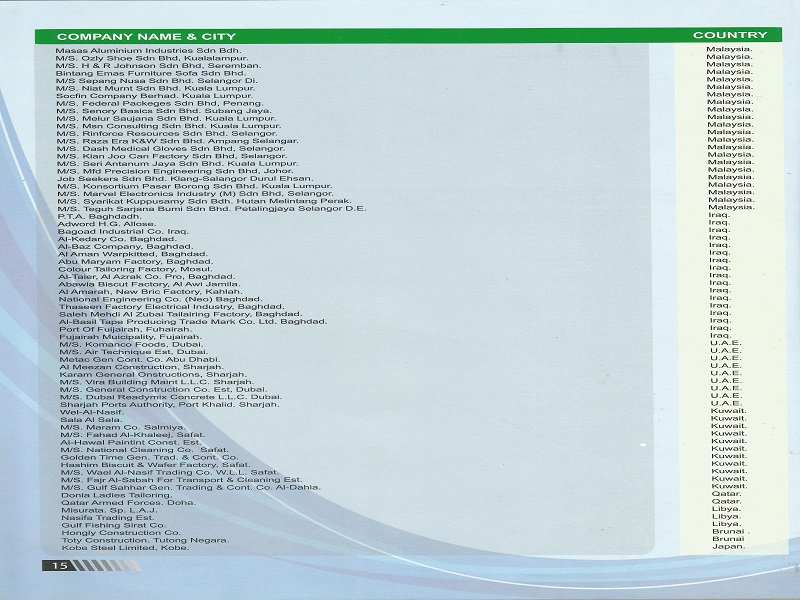 COMPANY NAME & CITY COUNTRY
Masas Aluminium Industries Sdn Bdh. Malaysia.
M/S. Ozly Shoe Sdn Bhd, Kualalampur. Malaysia.
M/S. H & R Johnson Sdn Bhd, Seremban. Malaysia.
Bintang Emas Furniture Sofa Sdn Bhd. Malaysia.
M/S Sepang Nusa Sdn Bhd. Selangor Di. Malaysia.
M/S. Niat Murnt Sdn Bhd. Kuala Lumpur. Malaysia.
Socfin Company Berhad. Kuala Lumpur. Malaysia.
M/S. Federal Packeges Sdn Bhd, Penang. Malaysia.
M/S. Senory Basics Sdn Bhd. Subang Jaya. Malaysia.
M/S. Melur Saujana Sdn Bhd. Kuala Lumpur. Malaysia.
M/S. Msn Consulting Sdn Bhd. Kuala Lumpur. Malaysia.
M/S. Rinforce Resources Sdn Bhd. Selangor. Malaysia.
M/S. Raza Era K&W Sdn Bhd. Ampang Selangar. Malaysia.
M/S. Dash Medical Gloves Sdn Bhd, Selangor. Malaysia.
M/S. Kian Joo Can Factory Sdn Bhd, Selangor. Malaysia.
M/S. Seri Antanum Jaya Sdn Bhd. Kuala Lumpur. Malaysia.
M/S. Mfd Precision Engineering Sdn Bhd, Johor. Malaysia.
Job Seekers Sdn Bhd. Klang-Salangor Durul Ehsan. Malaysia.
M/S. Konsortium Pasar Borong Sdn Bhd. Kuala Lumpur. Malaysia.
M/S. Marvel Electronics Industry (M) Sdn Bhd, Selangor. Malaysia.
M/S. Syarikat Kuppusamy Sdn Bdh. Hutan Melintang Perak. Malaysia.
M/S. Teguh Sarjana Bumi Sdn Bhd. Petalingjaya Selangor D.E. Malaysia.
P.T.A. Baghdadh. Iraq.
Adword H.G. Allose. Iraq.
Bagoad Industrial Co. Iraq. Iraq.
Al-Kedary Co. Baghdad. Iraq.
Al-Baz Company, Baghdad. Iraq.
Al Aman Warpkitted, Baghdad. Iraq.
Abu Maryam Factory, Baghdad. Iraq.
Colour Tailoring Factory, Mosul. Iraq.
Al-Taier, Al Azrak Co. Pro, Baghdad. Iraq.
Abawia Biscut Factory, Al Awi Jamila. Iraq.
Al Amarah, New Bric Factory, Kahlah. Iraq.
National Engineering Co. (Neo) Baghdad. Iraq.
Thaseen Factory Electrical Industry, Baghdad. Iraq.
Saleh Mehdi Al Zubai Tailairing Factory, Baghdad. Iraq.
Al-Basil Tape Producing Trade Mark Co. Ltd. Baghdad. Iraq.
Port Of Fuijairah, Fuhairah. Iraq.
Fujairah Muicipality, Fujairah. Iraq.
M/S. Komanco Foods, Dubai. U.A.E.
M/S. Air Technique Est, Dubai. U.A.E.
Metac Gen Cont. Co. Abu Dhabi. U.A.E.
Al Meezan Construction, Sharjah. U.A.E.
Karam General Onstructions, Sharjah. U.A.E.
M/S. Vira Building Maint L.L.C. Sharjah. U.A.E.
M/S. General Construction Co. Est, Dubai. U.A.E.
M/S. Dubai Readymix Concrete L.L.C. Dubai. U.A.E.
Sharjah Ports Authority, Port Khalid, Sharjah. U.A.E.
Wel-Al-Nasif. Kuwait.
Sala Al Sala. Kuwait.
M/S. Maram Co. Salmiya. Kuwait.
M/S. Fahad Al-Khaleej, Safat. Kuwait.
Al-Hawal Paintint Const. Est. Kuwait.
M/S. National Cleaning Co. Safat. Kuwait.
Golden Time Gen, Trad. & Cont. Co. Kuwait.
Hashim Biscuit & Wafer Factory, Safat. Kuwait.
M/S. Wael Al-Nasif Trading Co. W.L.L. Safat. Kuwait.
M/S. Fajr Al-Sabah For Transport & Cleaning Est. Kuwait.
M/S. Gulf Sahhar Gen. Trading & Cont. Co. Al-Dahia. Kuwait.
Donia Ladies Tailoring. Qatar.
Qatar Armed Forces. Doha. Qatar.
Misurata, Sp. L.A.J. Libya.
Nasifa Trading Est. Libya.
Gulf Fishing Sirat Co. Libya.
Hongly Construction Co. Brunai .
Toty Construction, Tutong Negara. Brunai
Kobe Steel Limited, Kobe. Japan.
15